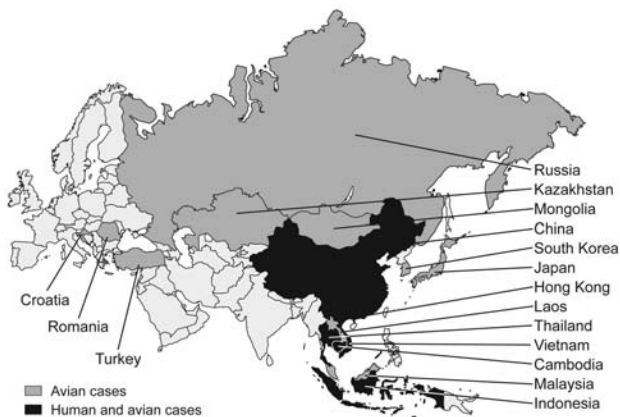 Russia
Kazakhstan
Mongolia
China
South Korea
Japan
Hong Kong
Laos
Thailand
Vietnam
Cambodia
Malaysia
Indonesia
Croatia
Romania
Turkey
Avian cases
Human and avian cases